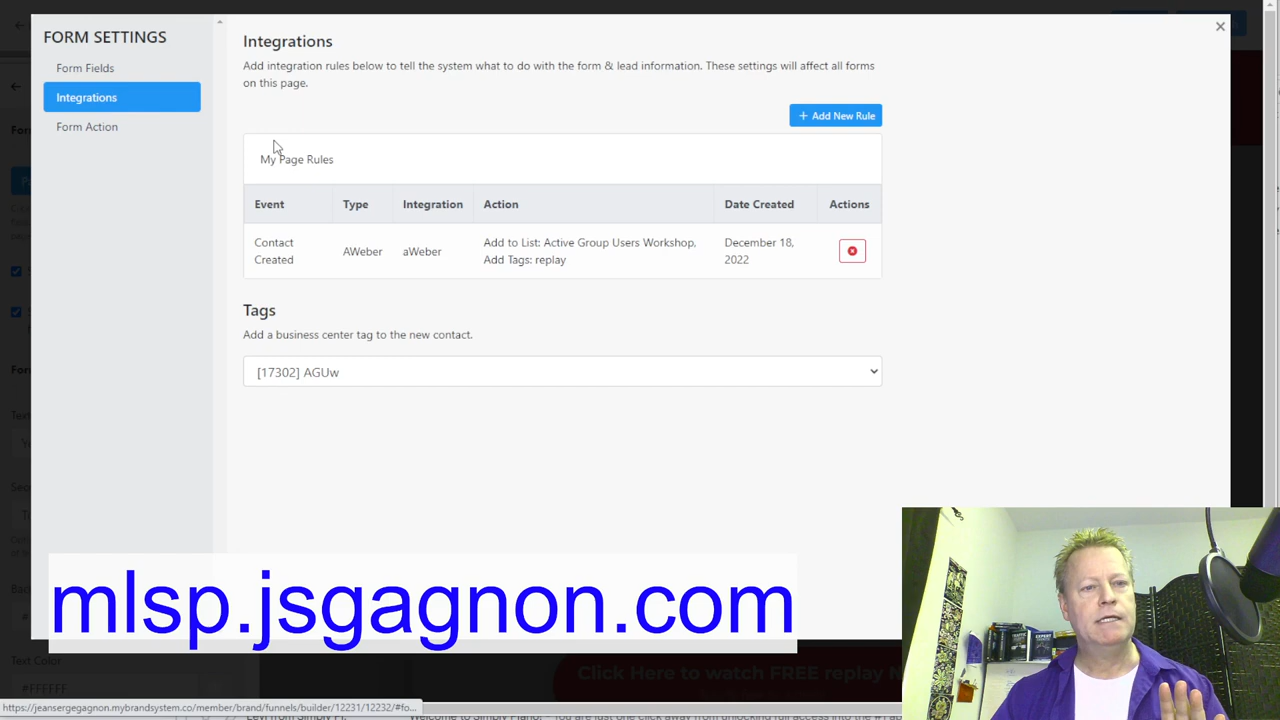 FORM SETTINGS
Form Fields
Integrations
Form Action
Integrations
Add integration rules below to tell the system what to do with the form & lead information. These settings will affect all forms
on this page.
+ Add New Rule
My Page Rules
Event Type Integration Action Date Created Actions
Contact Created AWeber aWeber Add to List: Active Group Users Workshop, Add Tags: replay December 18, 2022
Tags
Add a business center tag to the new contact.
[17302] AGUw
mlsp.jsgagnon.com
Text Color
#FFFFFF
Click Here to watch FREE replay N
https://jeansergegagnon.mybrandsystem.co/member/brand/funnels/builder/12231/12232/#fo...